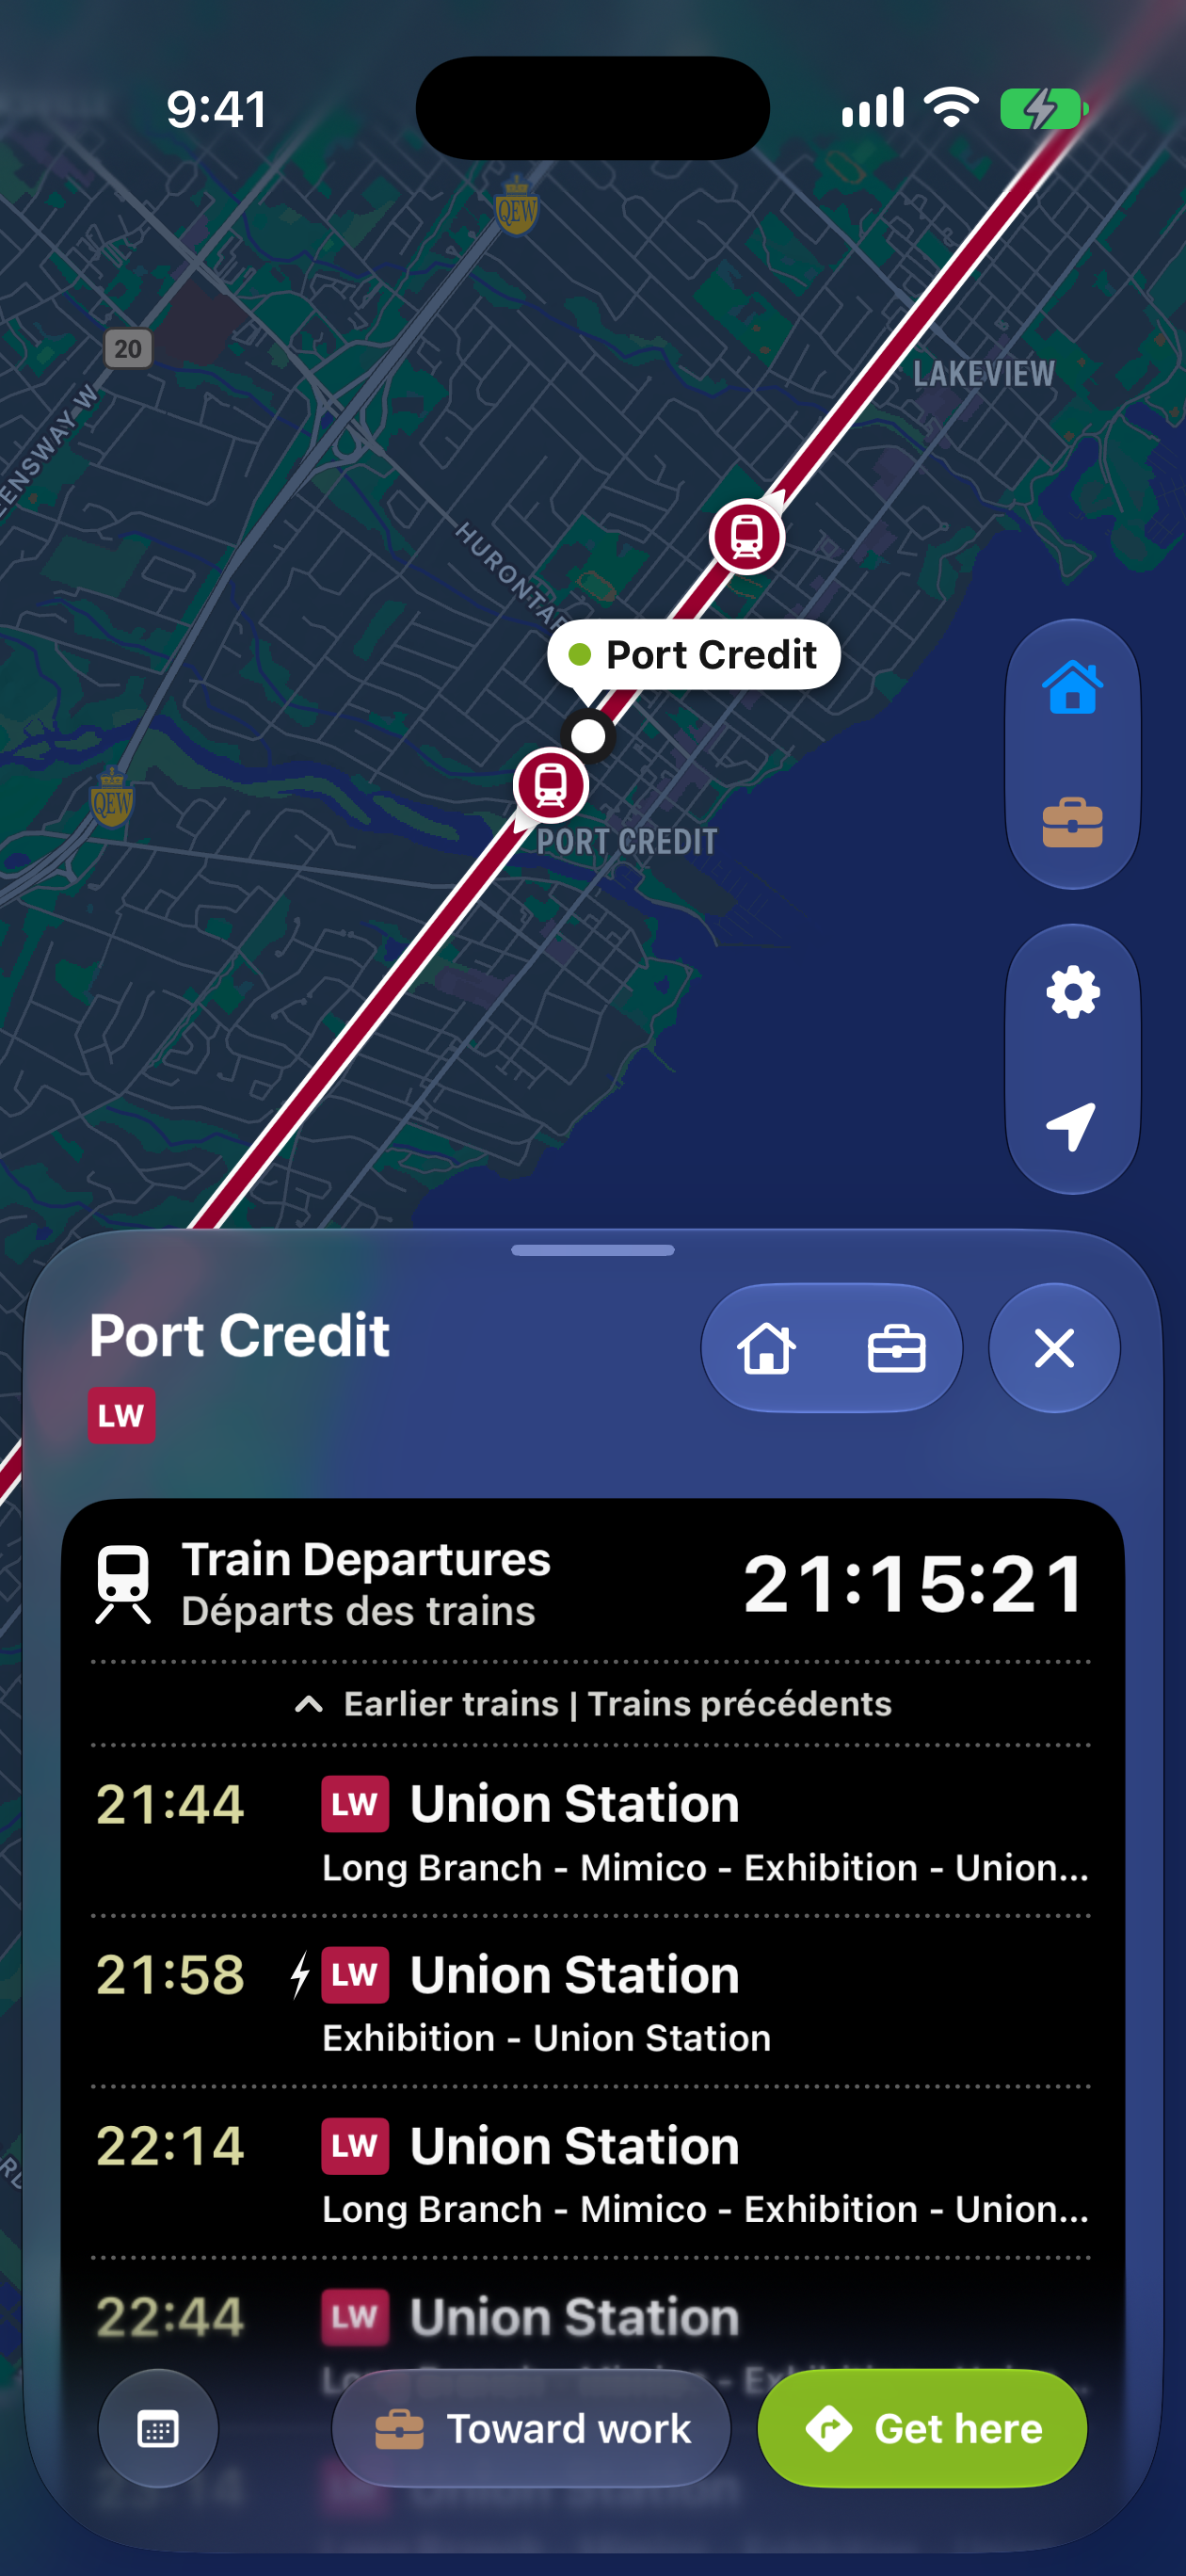 9:41
QEW
20
LAKEVIEW
Port Credit
QEW
PORT CREDIT
Port Credit
LW
Train Departures
Départs des trains
21:15:21
Earlier trains | Trains précédents
21:44 LW Union Station
Long Branch - Mimico - Exhibition - Union...
21:58 LW Union Station
Exhibition - Union Station
22:14 LW Union Station
Long Branch - Mimico - Exhibition - Union...
22:44 LW Union Station
Toward work
Get here